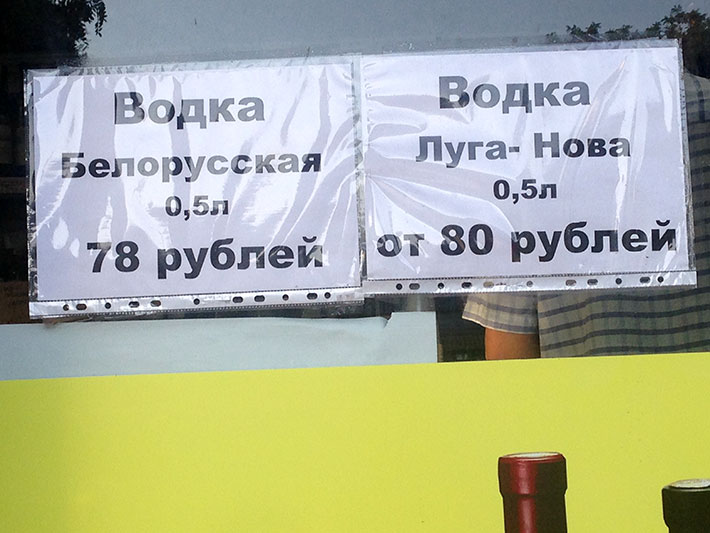 Водка
Белорусская
0,5л
78 рублей
Водка
Луга- Нова
0,5л
от 80 рублей